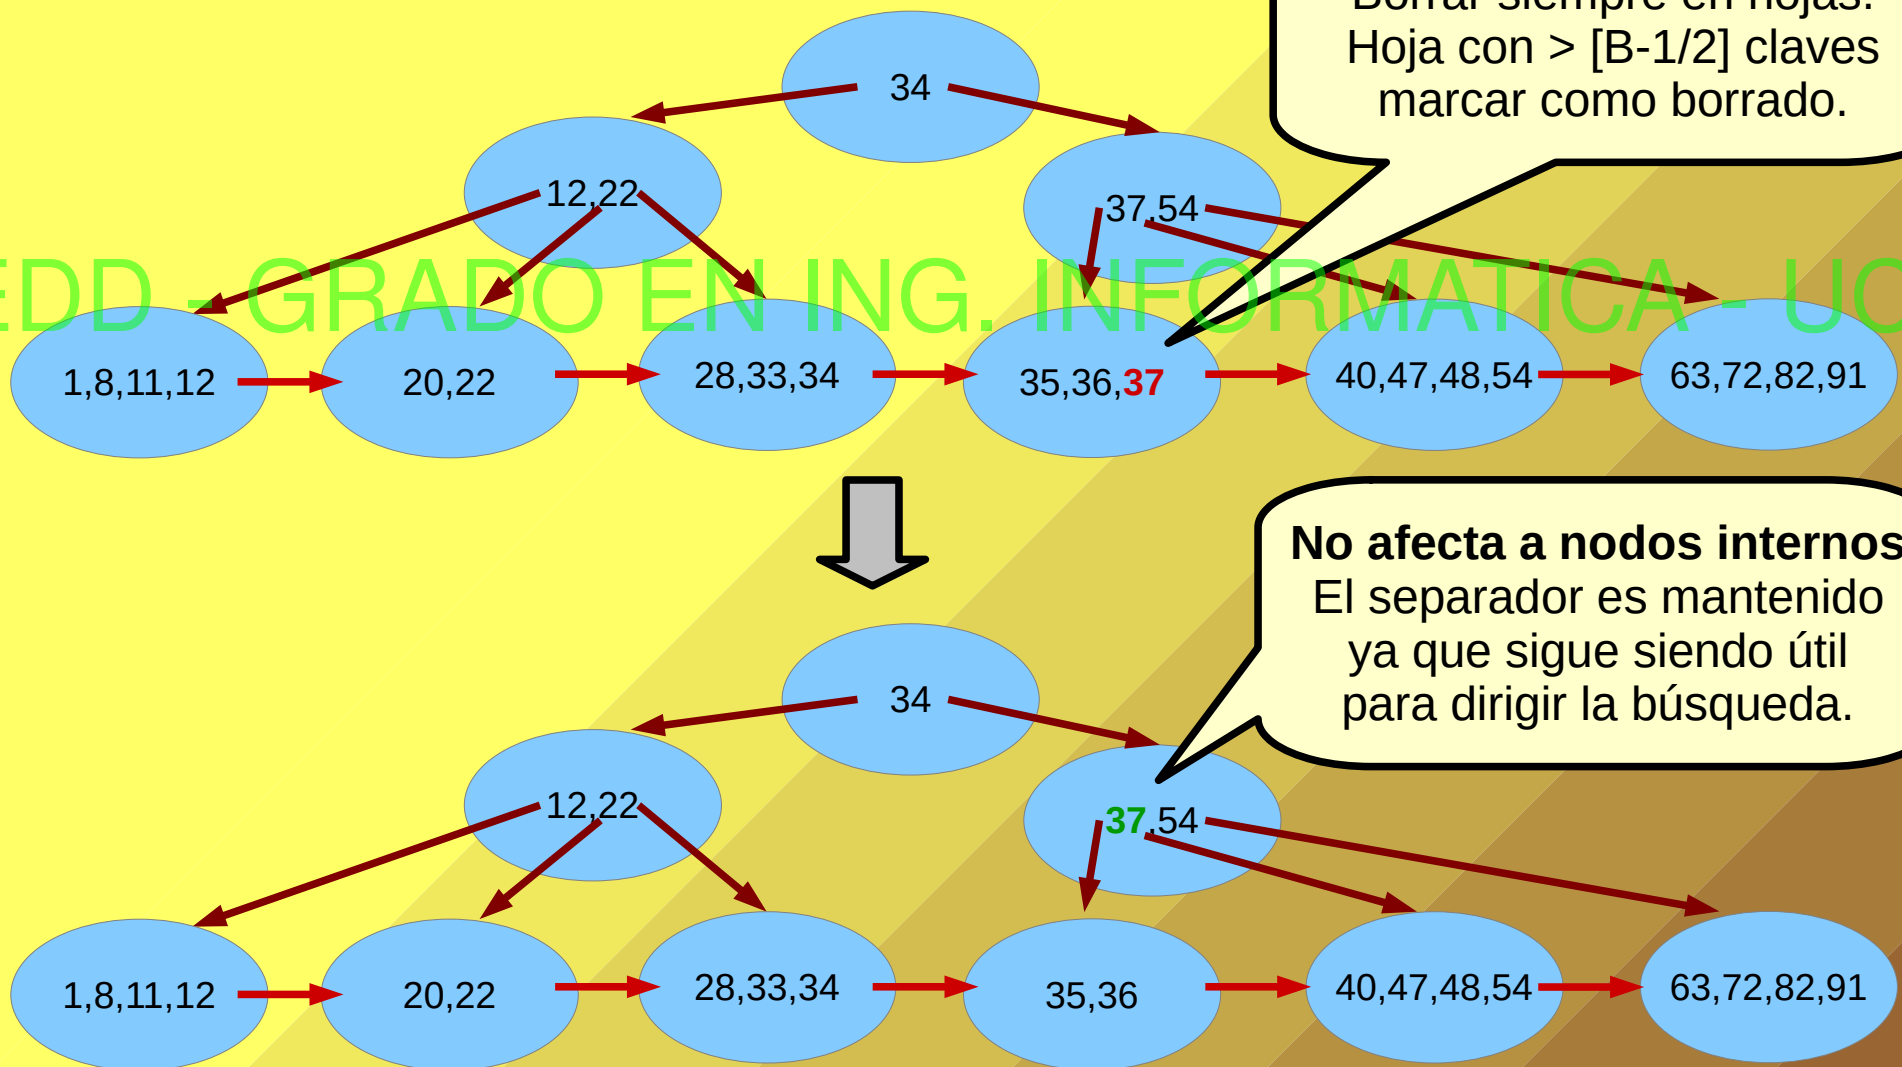 Borrar siempre en hojas.
Hoja con > [B-1/2] claves
marcar como borrado.
34
12,22
37,54
EDD - GRADO EN ING. INFORMATICA - UC
1,8,11,12
20,22
28,33,34
35,36,37
40,47,48,54
63,72,82,91
No afecta a nodos internos
El separador es mantenido
ya que sigue siendo útil
para dirigir la búsqueda.
34
12,22
37,54
1,8,11,12
20,22
28,33,34
35,36
40,47,48,54
63,72,82,91